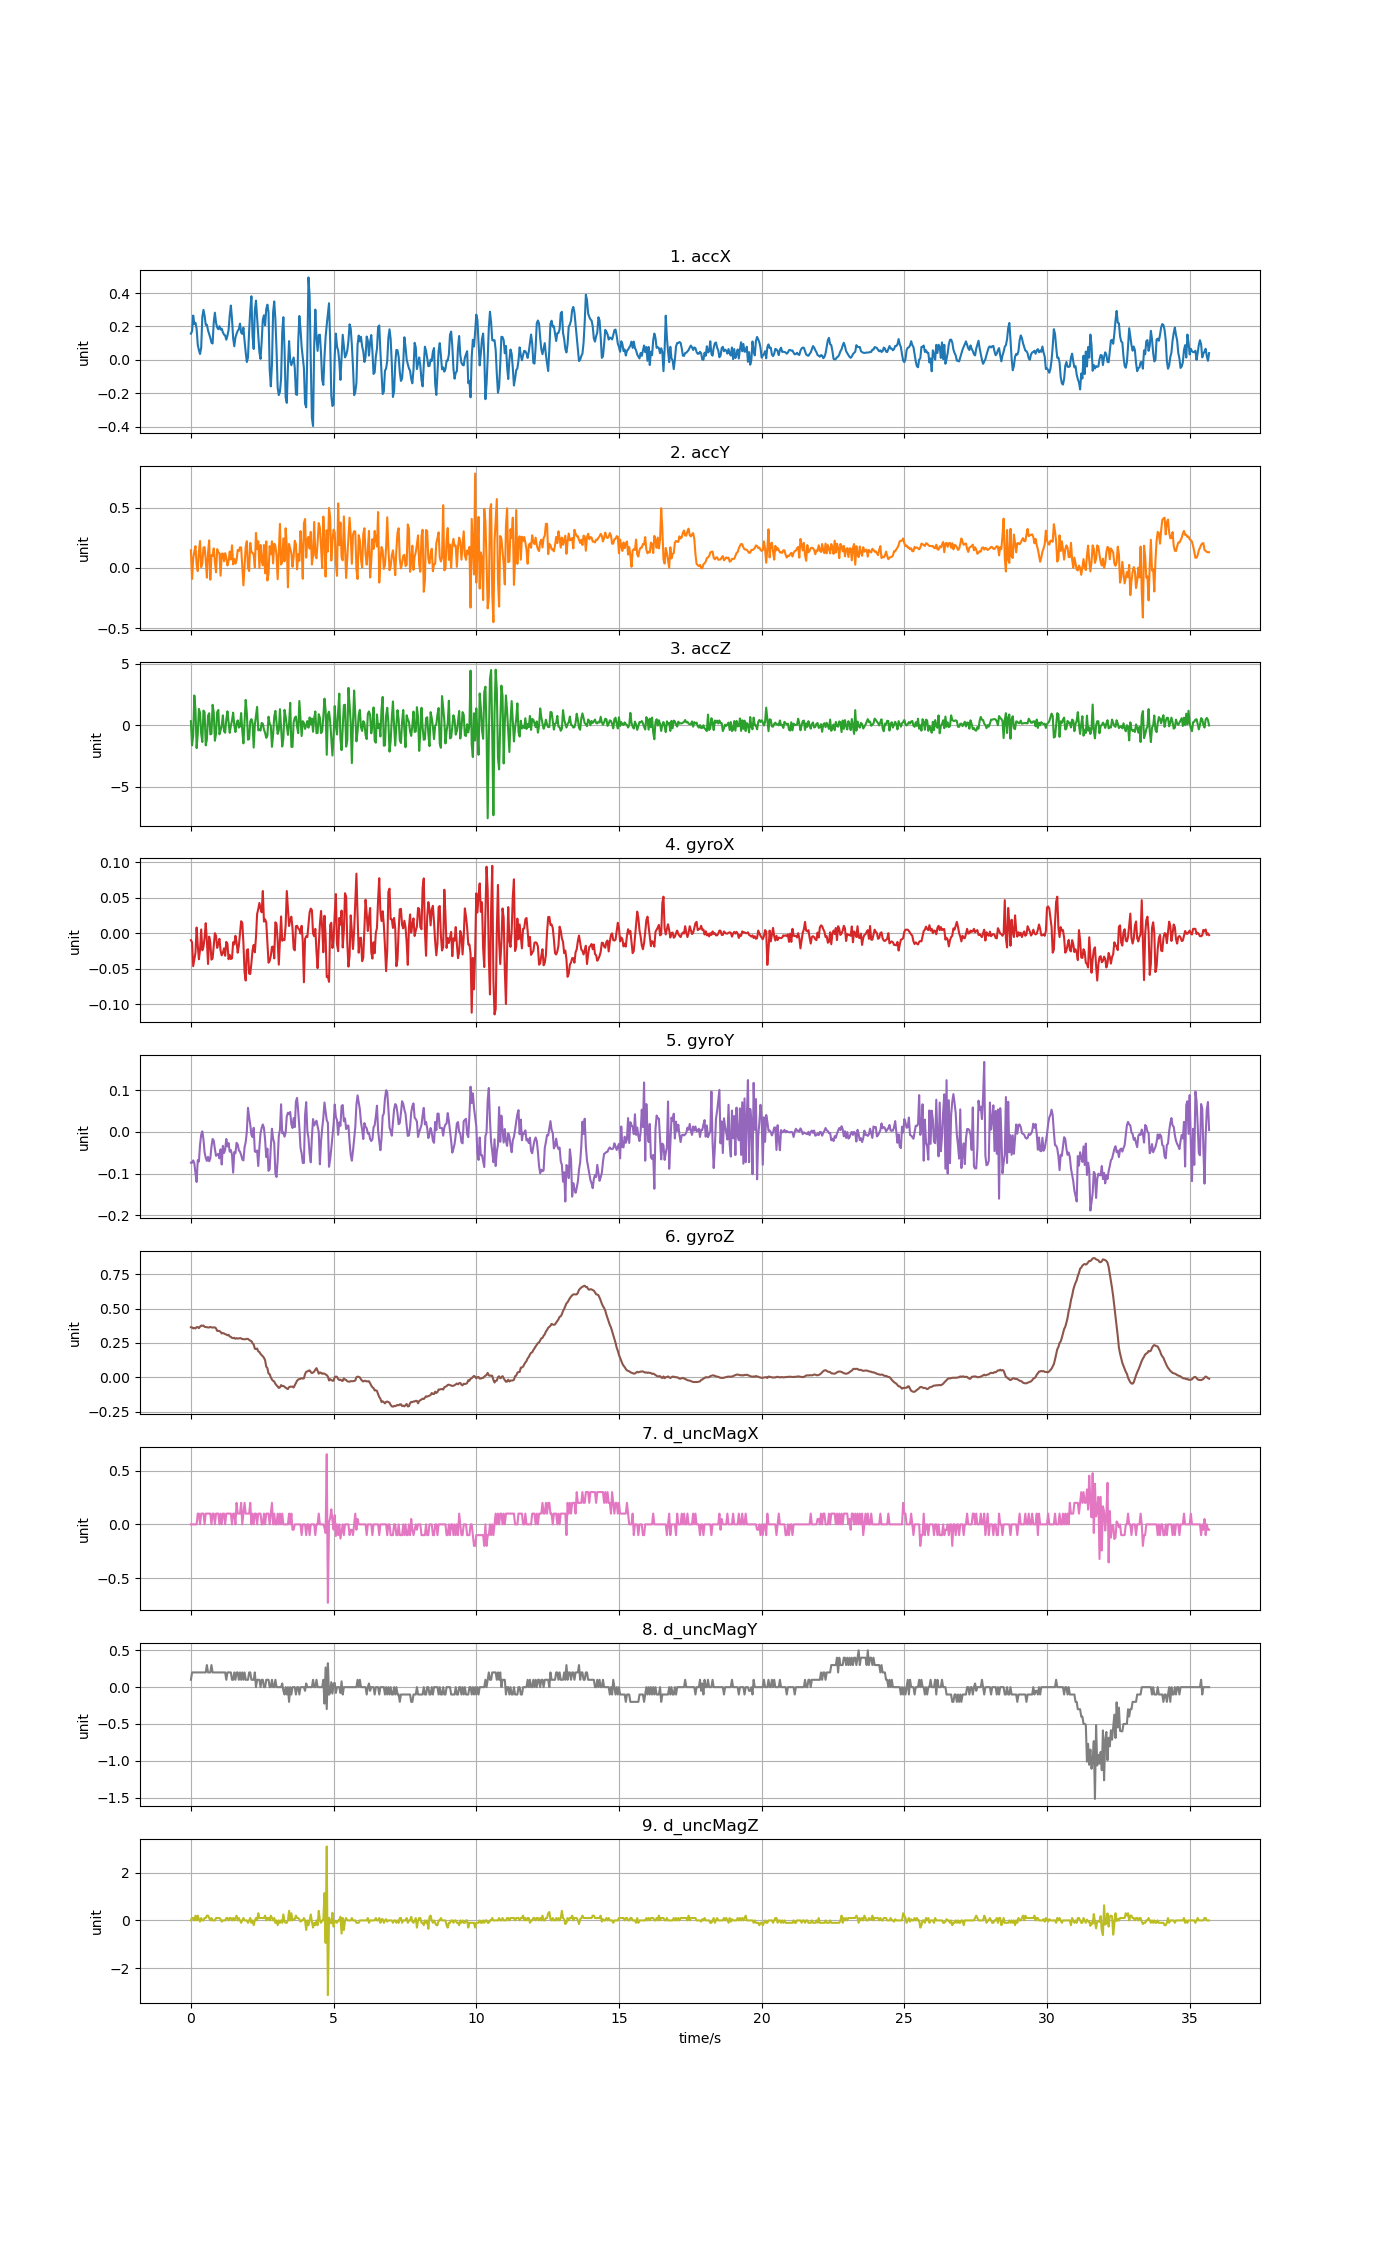 1. accX
unit
0.4
0.2
0.0
−0.2
−0.4
2. accY
unit
0.5
0.0
−0.5
3. accZ
unit
5
0
−5
4. gyroX
unit
0.10
0.05
0.00
−0.05
−0.10
5. gyroY
unit
0.1
0.0
−0.1
−0.2
6. gyroZ
unit
0.75
0.50
0.25
0.00
−0.25
7. d_uncMagX
unit
0.5
0.0
−0.5
8. d_uncMagY
unit
0.5
0.0
−0.5
−1.0
−1.5
9. d_uncMagZ
unit
2
0
−2
0 5 10 15 20 25 30 35
time/s